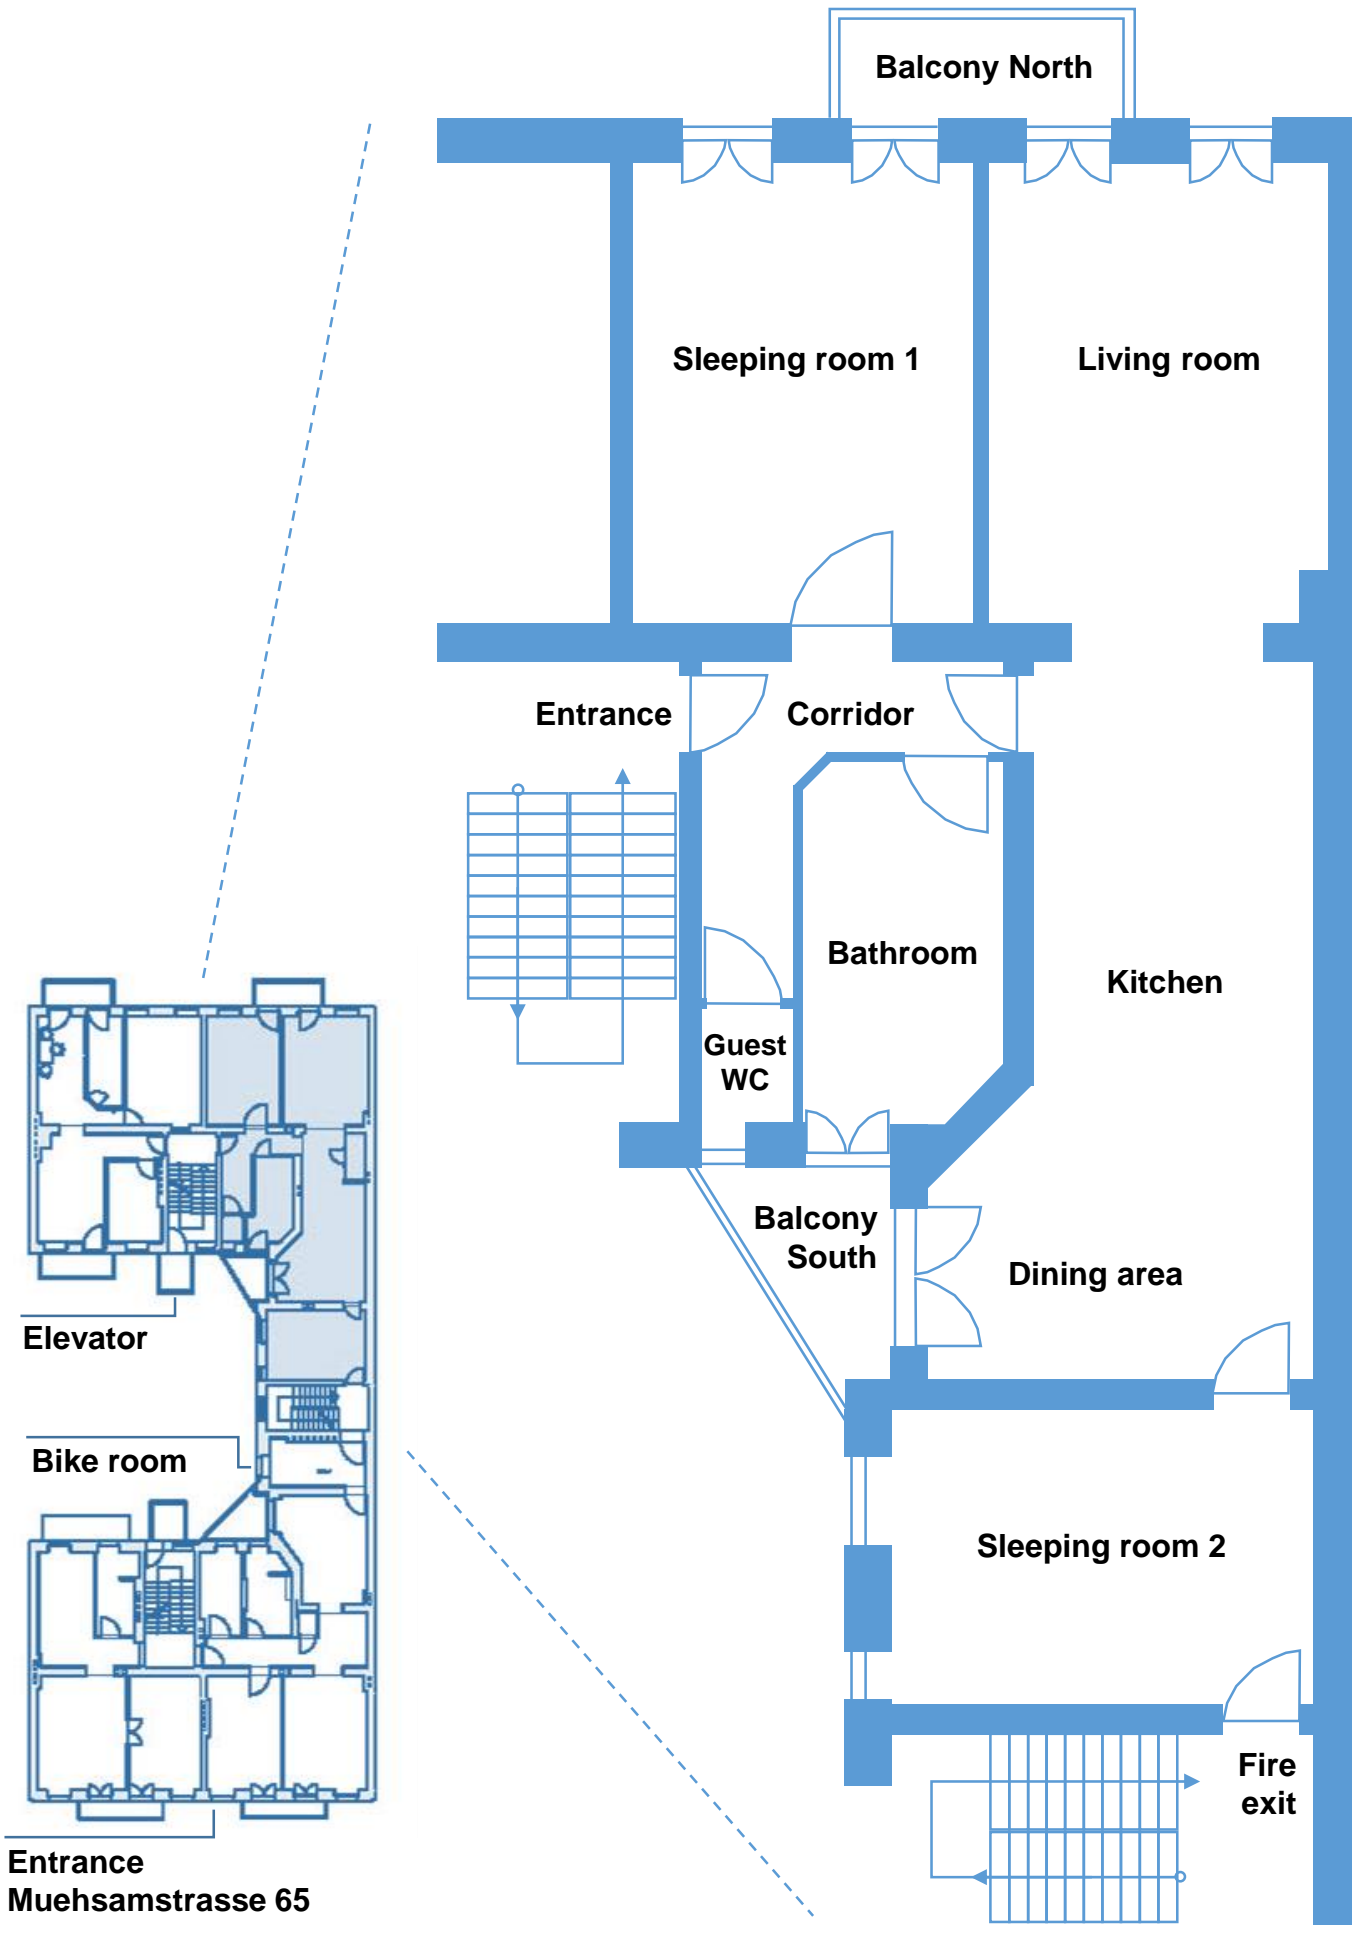 Balcony North
Sleeping room 1
Living room
Entrance
Corridor
Bathroom
Kitchen
Guest
WC
Balcony
South
Dining area
Elevator
Bike room
Sleeping room 2
Fire
exit
Entrance
Muehsamstrasse 65